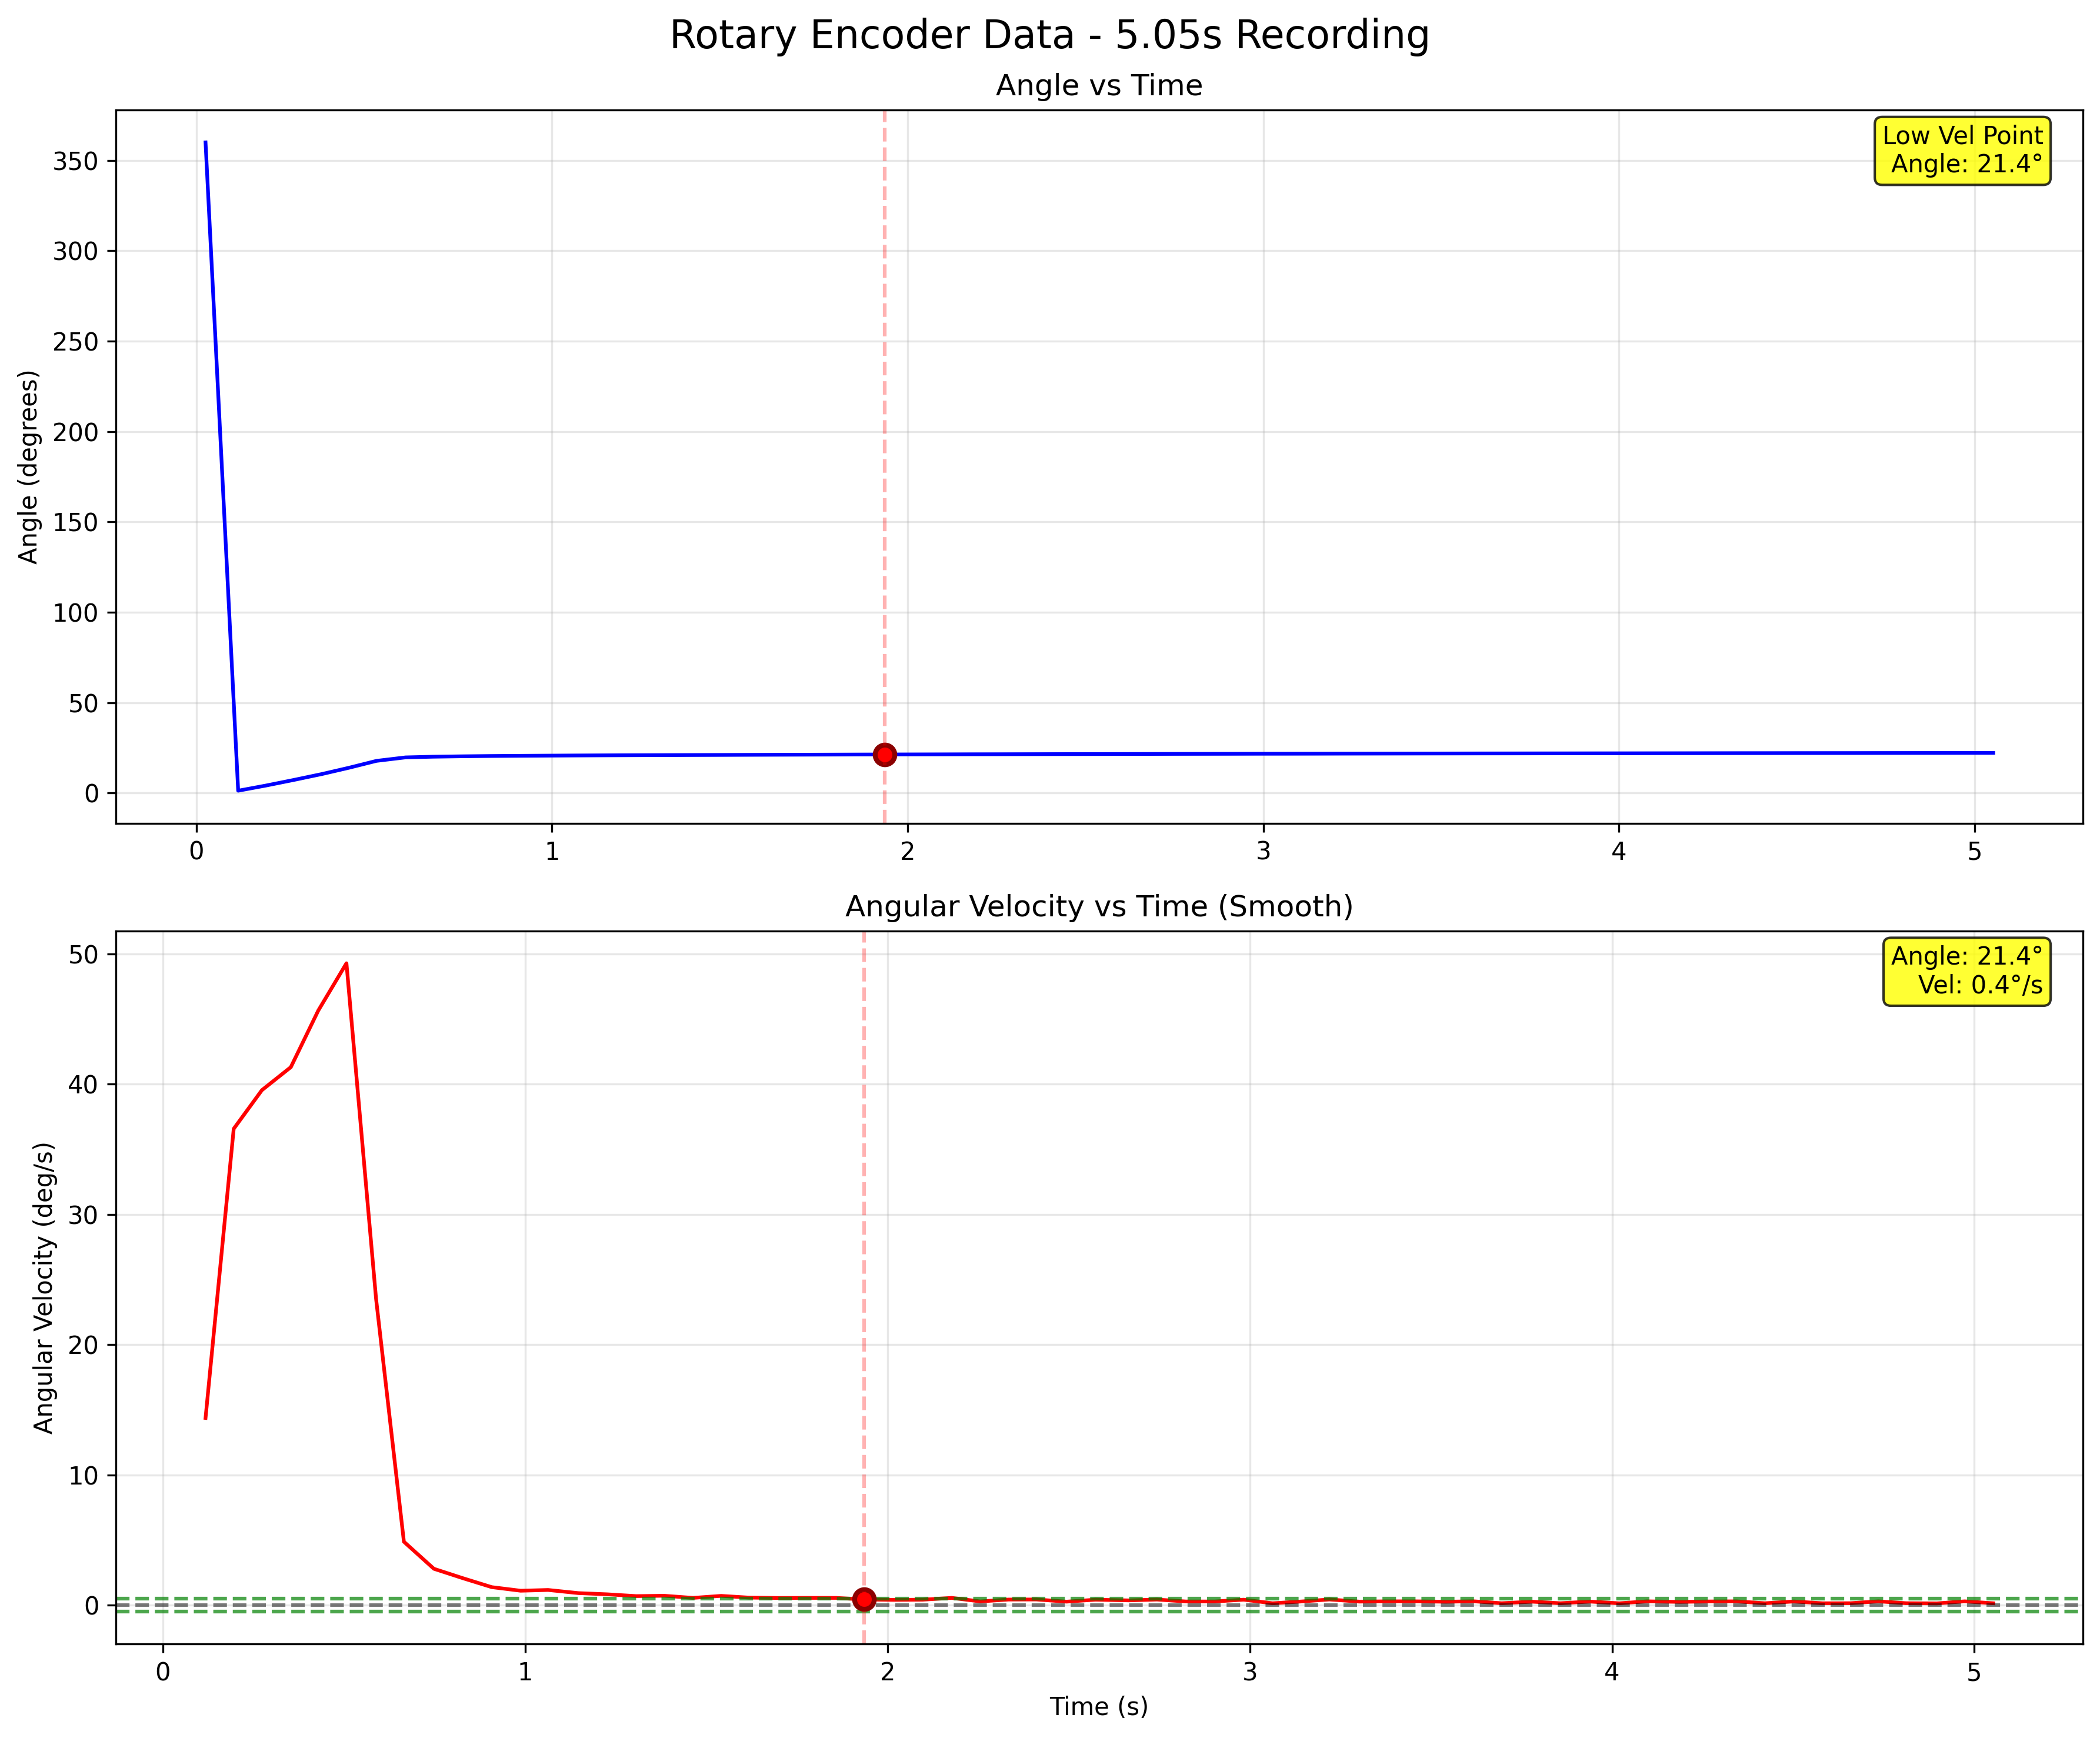 Rotary Encoder Data - 5.05s Recording
Angle vs Time
Low Vel Point
Angle: 21.4°
Angle (degrees)
350
300
250
200
150
100
50
0
0 1 2 3 4 5
Angular Velocity vs Time (Smooth)
Angle: 21.4°
Vel: 0.4°/s
Angular Velocity (deg/s)
50
40
30
20
10
0
0 1 2 3 4 5
Time (s)